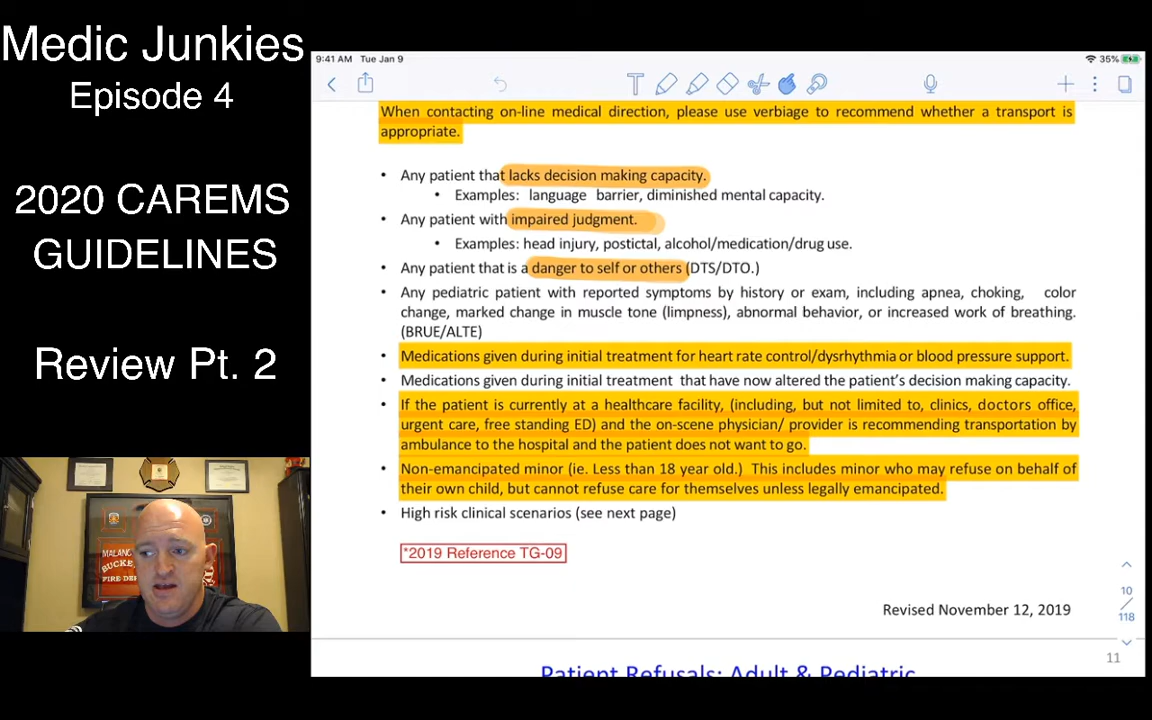 Medic Junkies
Episode 4
2020 CAREMS
GUIDELINES
Review Pt. 2
9:41 AM Tue Jan 9
35%
When contacting on-line medical direction, please use verbiage to recommend whether a transport is
appropriate.
• Any patient that lacks decision making capacity.
• Examples: language barrier, diminished mental capacity.
• Any patient with impaired judgment.
• Examples: head injury, postictal, alcohol/medication/drug use.
• Any patient that is a danger to self or others (DTS/DTO.)
• Any pediatric patient with reported symptoms by history or exam, including apnea, choking, color
change, marked change in muscle tone (limpness), abnormal behavior, or increased work of breathing.
(BRUE/ALTE)
• Medications given during initial treatment for heart rate control/dysrhythmia or blood pressure support.
• Medications given during initial treatment that have now altered the patient's decision making capacity.
• If the patient is currently at a healthcare facility, (including, but not limited to, clinics, doctors office,
urgent care, free standing ED) and the on-scene physician/ provider is recommending transportation by
ambulance to the hospital and the patient does not want to go.
• Non-emancipated minor (ie. Less than 18 year old.) This includes minor who may refuse on behalf of
their own child, but cannot refuse care for themselves unless legally emancipated.
• High risk clinical scenarios (see next page)
*2019 Reference TG-09
Revised November 12, 2019
10
/
118
11
Patient Refusals: Adult & Pediatric
MALANG
BUCKE
FIRE-DEP